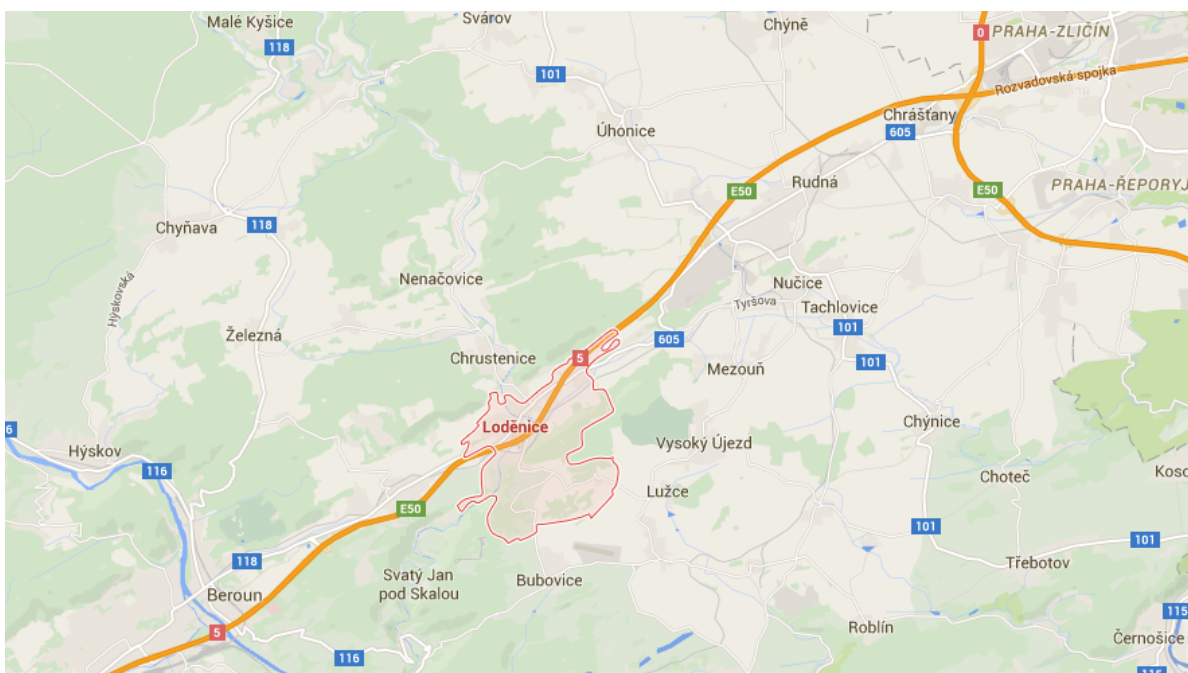 Malé Kyšice
Svárov
Chýně
0
PRAHA-ZLIČÍN
118
101
Rozvadovská spojka
Chrášťany
605
Úhonice
Rudná
E50
E50
PRAHA-ŘEPORYJ
Chyňava
118
Nenačovice
Hýskovská
Nučice
Tyršova
Tachlovice
101
Železná
605
Chrustenice
5
Mezouň
101
Loděnice
Chýnice
6
Hýskov
116
Vysoký Újezd
Choteč
Koso
Lužce
E50
101
101
118
Třebotov
Svatý Jan
pod Skalou
Bubovice
Beroun
115
5
Roblín
Černošice
116
115